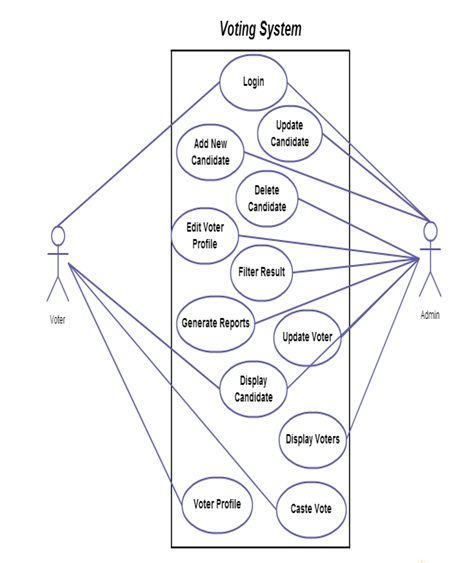 Voting System
Login
Update
Candidate
Add New
Candidate
Delete
Candidate
Edit Voter
Profile
Filter Result
Generate Reports
Update Voter
Display
Candidate
Display Voters
Voter Profile
Caste Vote
Voter
Admin